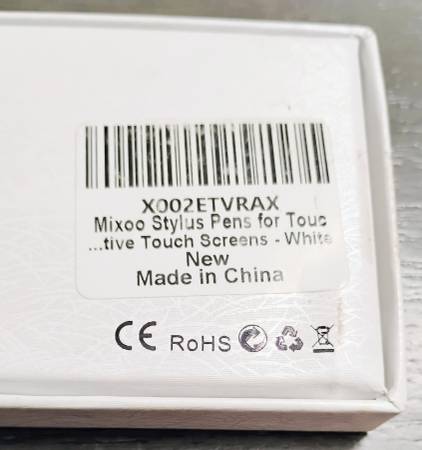 X002ETVRAX
Mixoo Stylus Pens for Touc
...tive Touch Screens - White
New
Made in China
CE RoHS